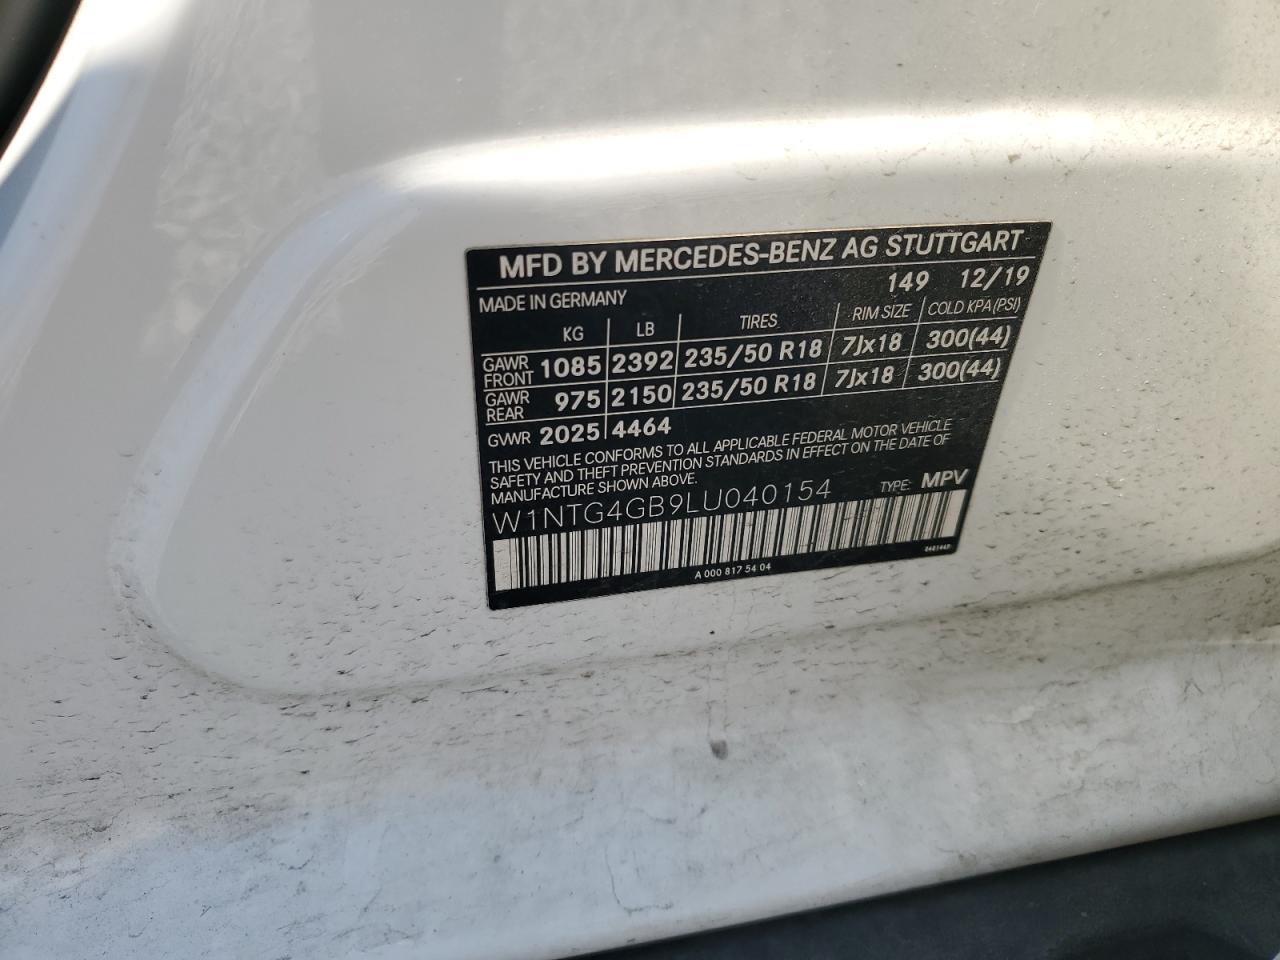 MFD BY MERCEDES-BENZ AG STUTTGART
149 12/19
MADE IN GERMANY
KG LB TIRES RIM SIZE COLD KPA (PSI)
GAWR FRONT 1085 2392 235/50 R18 7Jx18 300(44)
GAWR REAR 975 2150 235/50 R18 7Jx18 300(44)
GWR 2025 4464
THIS VEHICLE CONFORMS TO ALL APPLICABLE FEDERAL MOTOR VEHICLE
SAFETY AND THEFT PREVENTION STANDARDS IN EFFECT ON THE DATE OF
MANUFACTURE SHOWN ABOVE.
W1NTG4GB9LU040154 TYPE: MPV
A 000 817 54 04